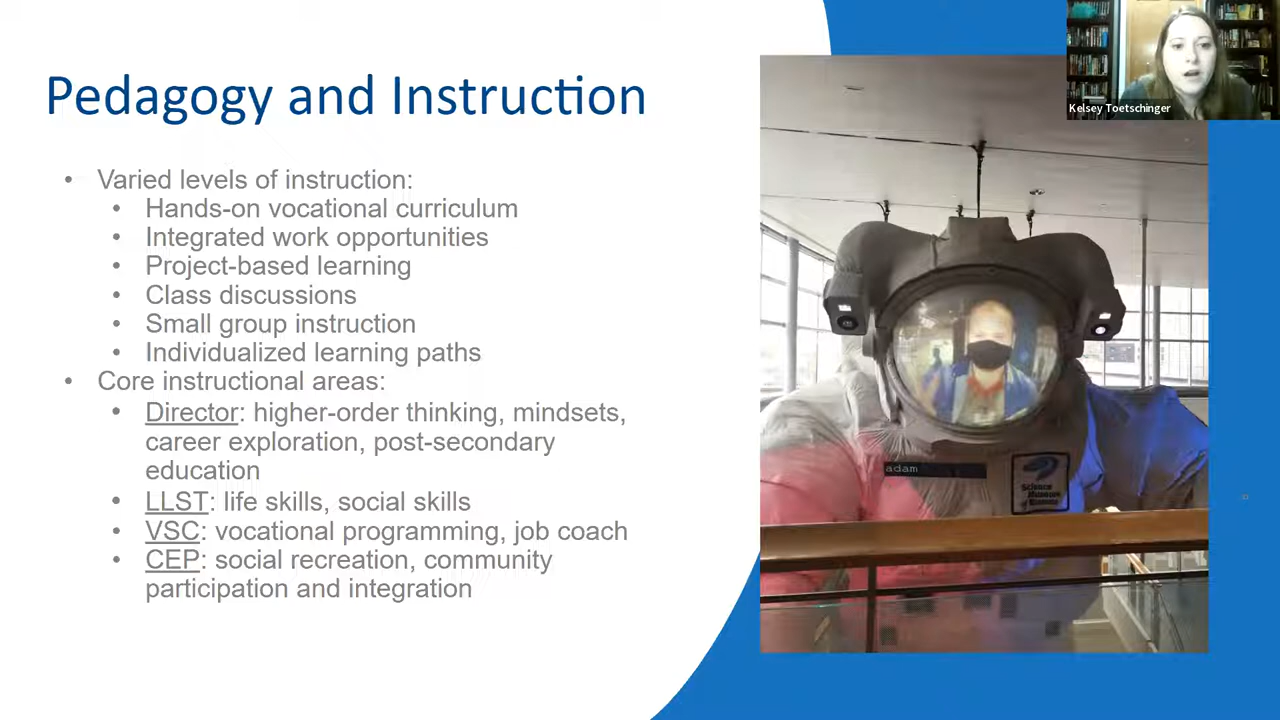 Pedagogy and Instruction
Kelsey Toetschinger
• Varied levels of instruction:
• Hands-on vocational curriculum
• Integrated work opportunities
• Project-based learning
• Class discussions
• Small group instruction
• Individualized learning paths
• Core instructional areas:
• Director: higher-order thinking, mindsets,
career exploration, post-secondary
education
• LLST: life skills, social skills
• VSC: vocational programming, job coach
• CEP: social recreation, community
participation and integration
adam
Science
Museum